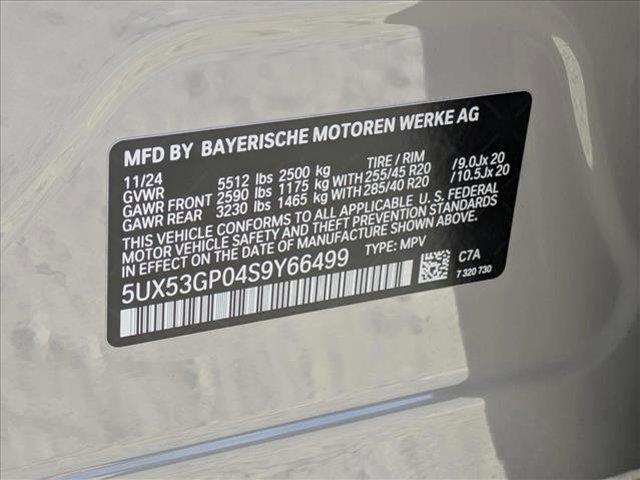 MFD BY BAYERISCHE MOTOREN WERKE AG
11/24 TIRE / RIM
GVWR 5512 lbs 2500 kg
GAWR FRONT 2590 lbs 1175 kg WITH 255/45 R20 /9.0Jx 20
GAWR REAR 3230 lbs 1465 kg WITH 285/40 R20 /10.5Jx 20
THIS VEHICLE CONFORMS TO ALL APPLICABLE U. S. FEDERAL
MOTOR VEHICLE SAFETY AND THEFT PREVENTION STANDARDS
IN EFFECT ON THE DATE OF MANUFACTURE SHOWN ABOVE.
5UX53GP04S9Y66499 TYPE: MPV C7A
7 320 730